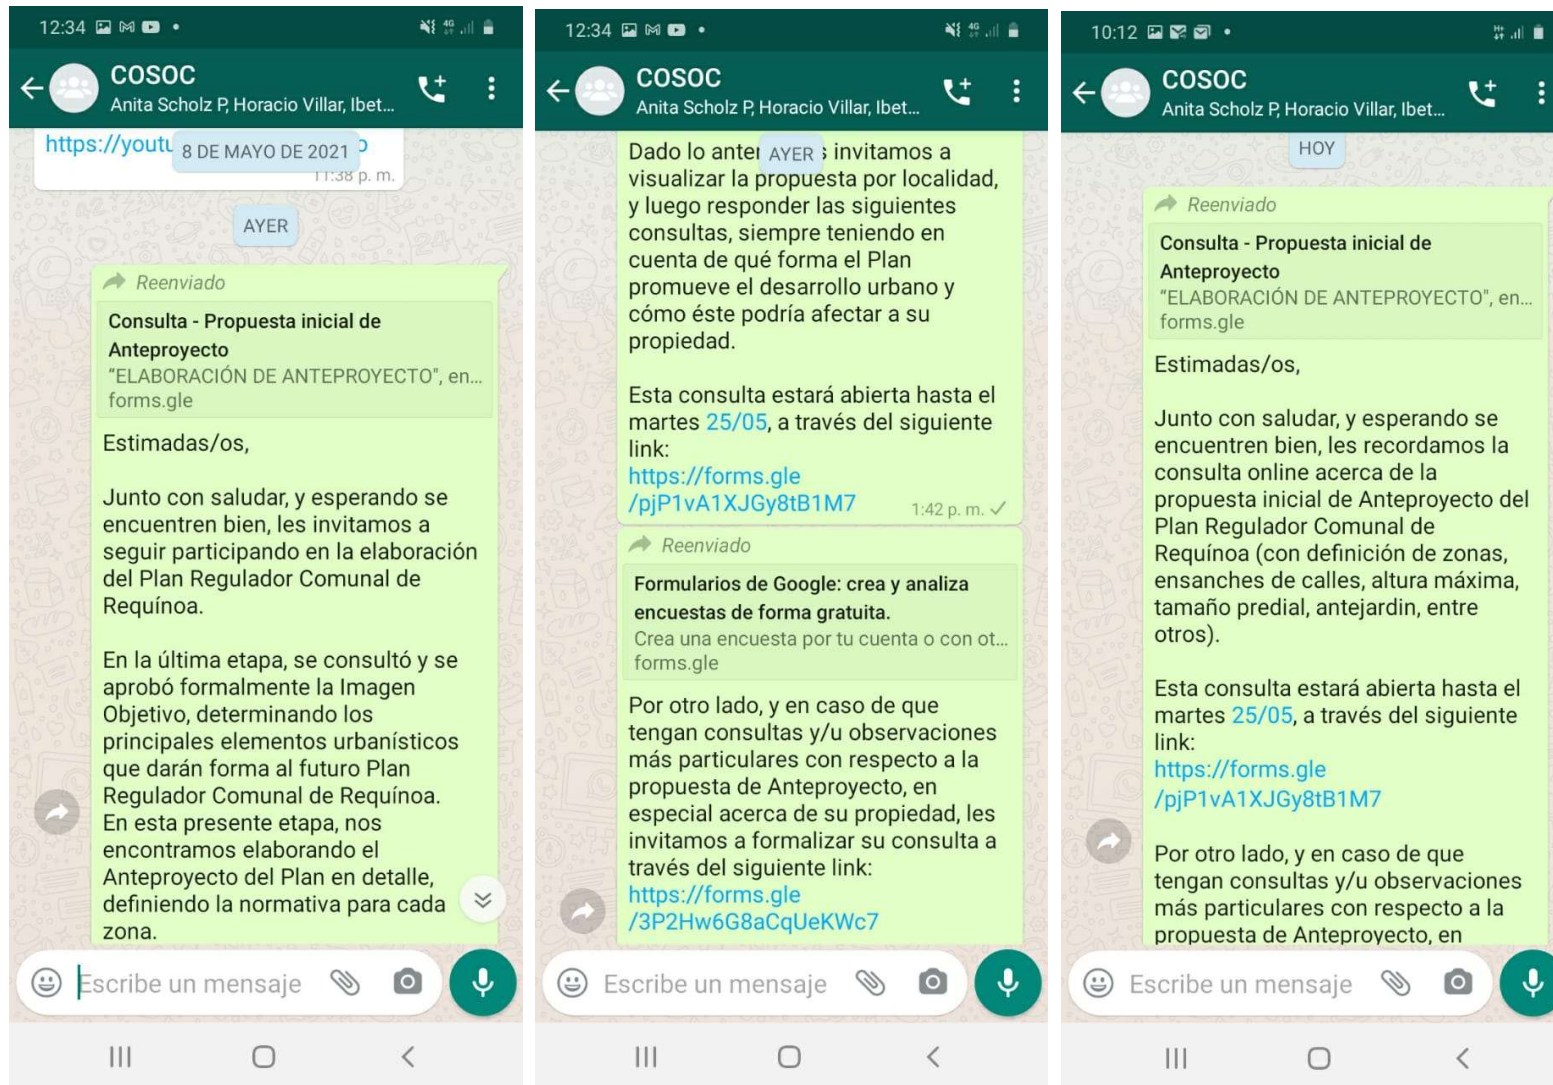 12:34
4G
COSOC
Anita Scholz P, Horacio Villar, Ibet...
https://youtu
8 DE MAYO DE 2021
11:38 p. m.
AYER
Reenviado
Consulta - Propuesta inicial de
Anteproyecto
“ELABORACIÓN DE ANTEPROYECTO", en...
forms.gle
Estimadas/os,
Junto con saludar, y esperando se
encuentren bien, les invitamos a
seguir participando en la elaboración
del Plan Regulador Comunal de
Requínoa.
En la última etapa, se consultó y se
aprobó formalmente la Imagen
Objetivo, determinando los
principales elementos urbanísticos
que darán forma al futuro Plan
Regulador Comunal de Requínoa.
En esta presente etapa, nos
encontramos elaborando el
Anteproyecto del Plan en detalle,
definiendo la normativa para cada
zona.
Escribe un mensaje
12:34
4G
COSOC
Anita Scholz P, Horacio Villar, Ibet...
Dado lo anter AYER s invitamos a
visualizar la propuesta por localidad,
y luego responder las siguientes
consultas, siempre teniendo en
cuenta de qué forma el Plan
promueve el desarrollo urbano y
cómo éste podría afectar a su
propiedad.
Esta consulta estará abierta hasta el
martes 25/05, a través del siguiente
link:
https://forms.gle
/pjP1vA1XJGy8tB1M7
1:42 p. m.
Reenviado
Formularios de Google: crea y analiza
encuestas de forma gratuita.
Crea una encuesta por tu cuenta o con ot...
forms.gle
Por otro lado, y en caso de que
tengan consultas y/u observaciones
más particulares con respecto a la
propuesta de Anteproyecto, en
especial acerca de su propiedad, les
invitamos a formalizar su consulta a
través del siguiente link:
https://forms.gle
/3P2Hw6G8aCqUeKWc7
Escribe un mensaje
10:12
H+
COSOC
Anita Scholz P, Horacio Villar, Ibet...
HOY
Reenviado
Consulta - Propuesta inicial de
Anteproyecto
“ELABORACIÓN DE ANTEPROYECTO", en...
forms.gle
Estimadas/os,
Junto con saludar, y esperando se
encuentren bien, les recordamos la
consulta online acerca de la
propuesta inicial de Anteproyecto del
Plan Regulador Comunal de
Requínoa (con definición de zonas,
ensanches de calles, altura máxima,
tamaño predial, antejardin, entre
otros).
Esta consulta estará abierta hasta el
martes 25/05, a través del siguiente
link:
https://forms.gle
/pjP1vA1XJGy8tB1M7
Por otro lado, y en caso de que
tengan consultas y/u observaciones
más particulares con respecto a la
propuesta de Anteproyecto, en
Escribe un mensaje